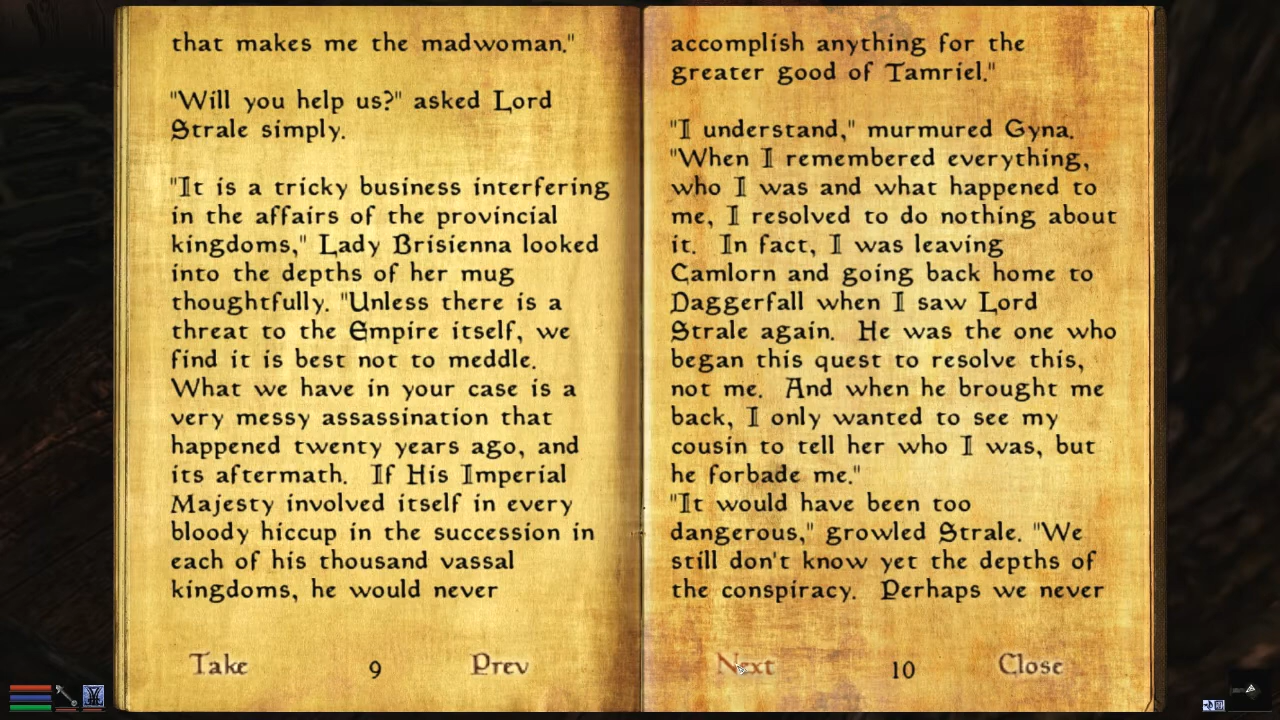 that makes me the madwoman."
"Will you help us?" asked Lord
Strale simply.
"It is a tricky business interfering
in the affairs of the provincial
kingdoms," Lady Brisienna looked
into the depths of her mug
thoughtfully. "Unless there is a
threat to the Empire itself, we
find it is best not to meddle.
What we have in your case is a
very messy assassination that
happened twenty years ago, and
its aftermath. If His Imperial
Majesty involved itself in every
bloody hiccup in the succession in
each of his thousand vassal
kingdoms, he would never
accomplish anything for the
greater good of Tamriel."
"I understand," murmured Gyna.
"When I remembered everything,
who I was and what happened to
me, I resolved to do nothing about
it. In fact, I was leaving
Camlorn and going back home to
Daggerfall when I saw Lord
Strale again. He was the one who
began this quest to resolve this,
not me. And when he brought me
back, I only wanted to see my
cousin to tell her who I was, but
he forbade me."
"It would have been too
dangerous," growled Strale. "We
still don't know yet the depths of
the conspiracy. Perhaps we never
Take 9 Prev Next 10 Close